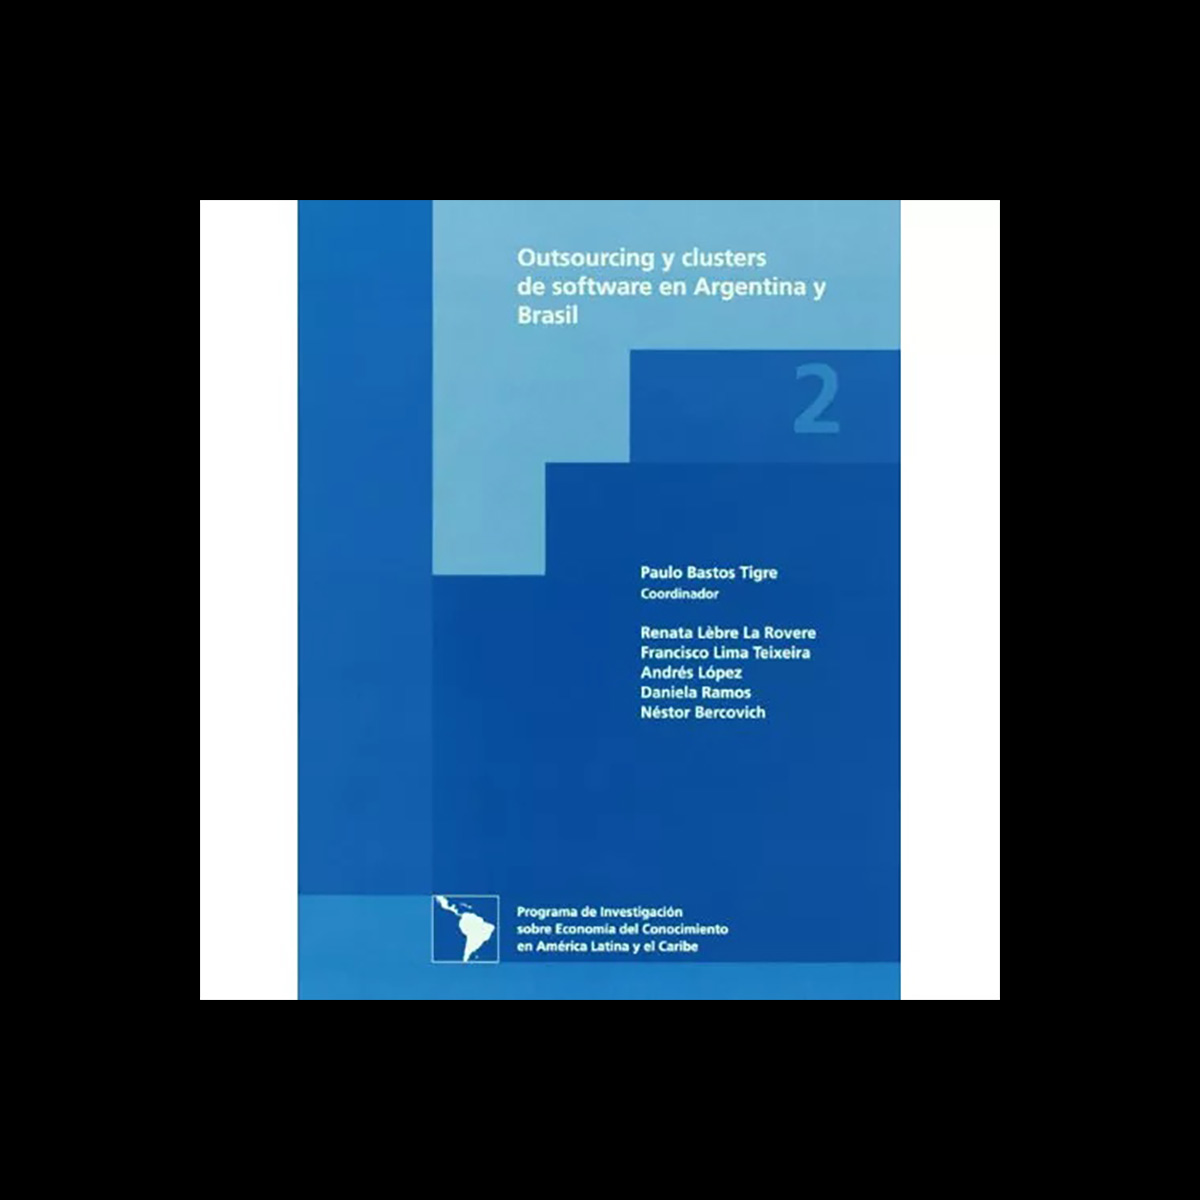 Outsourcing y clusters
de software en Argentina y
Brasil
2
Paulo Bastos Tigre
Coordinador
Renata Lèbre La Rovere
Francisco Lima Teixeira
Andrés López
Daniela Ramos
Néstor Bercovich
Programa de Investigación
sobre Economía del Conocimiento
en América Latina y el Caribe